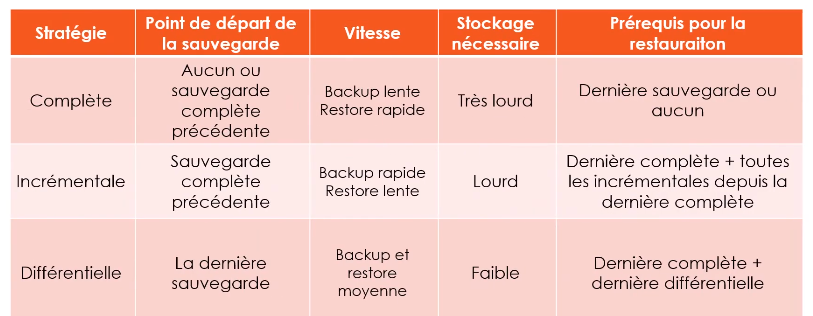 Stratégie
Point de départ de
la sauvegarde
Vitesse
Stockage
nécessaire
Prérequis pour la
restauraiton
Complète
Aucun ou
sauvegarde
complète
précédente
Backup lente
Restore rapide
Très lourd
Dernière sauvegarde ou
aucun
Incrémentale
Sauvegarde
complète
précédente
Backup rapide
Restore lente
Lourd
Dernière complète + toutes
les incrémentales depuis la
dernière complète
Différentielle
La dernière
sauvegarde
Backup et
restore
moyenne
Faible
Dernière complète +
dernière différentielle